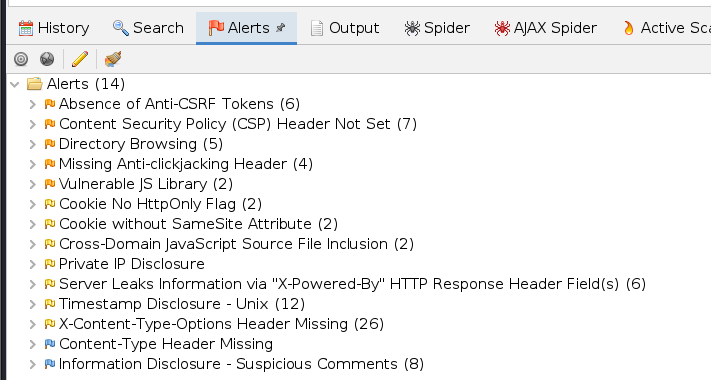 History Search Alerts Output Spider AJAX Spider Active Sca
Alerts (14)
Absence of Anti-CSRF Tokens (6)
Content Security Policy (CSP) Header Not Set (7)
Directory Browsing (5)
Missing Anti-clickjacking Header (4)
Vulnerable JS Library (2)
Cookie No HttpOnly Flag (2)
Cookie without SameSite Attribute (2)
Cross-Domain JavaScript Source File Inclusion (2)
Private IP Disclosure
Server Leaks Information via "X-Powered-By" HTTP Response Header Field(s) (6)
Timestamp Disclosure - Unix (12)
X-Content-Type-Options Header Missing (26)
Content-Type Header Missing
Information Disclosure - Suspicious Comments (8)